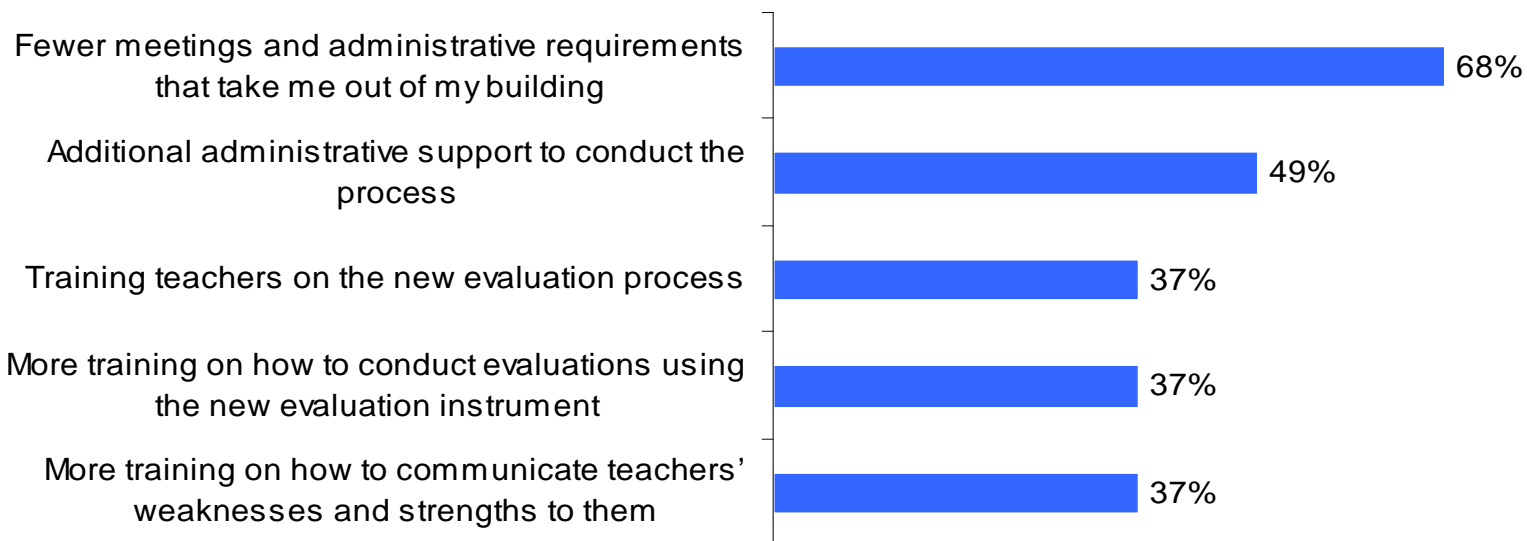 Fewer meetings and administrative requirements
that take me out of my building
68%
Additional administrative support to conduct the
process
49%
Training teachers on the new evaluation process
37%
More training on how to conduct evaluations using
the new evaluation instrument
37%
More training on how to communicate teachers’
weaknesses and strengths to them
37%